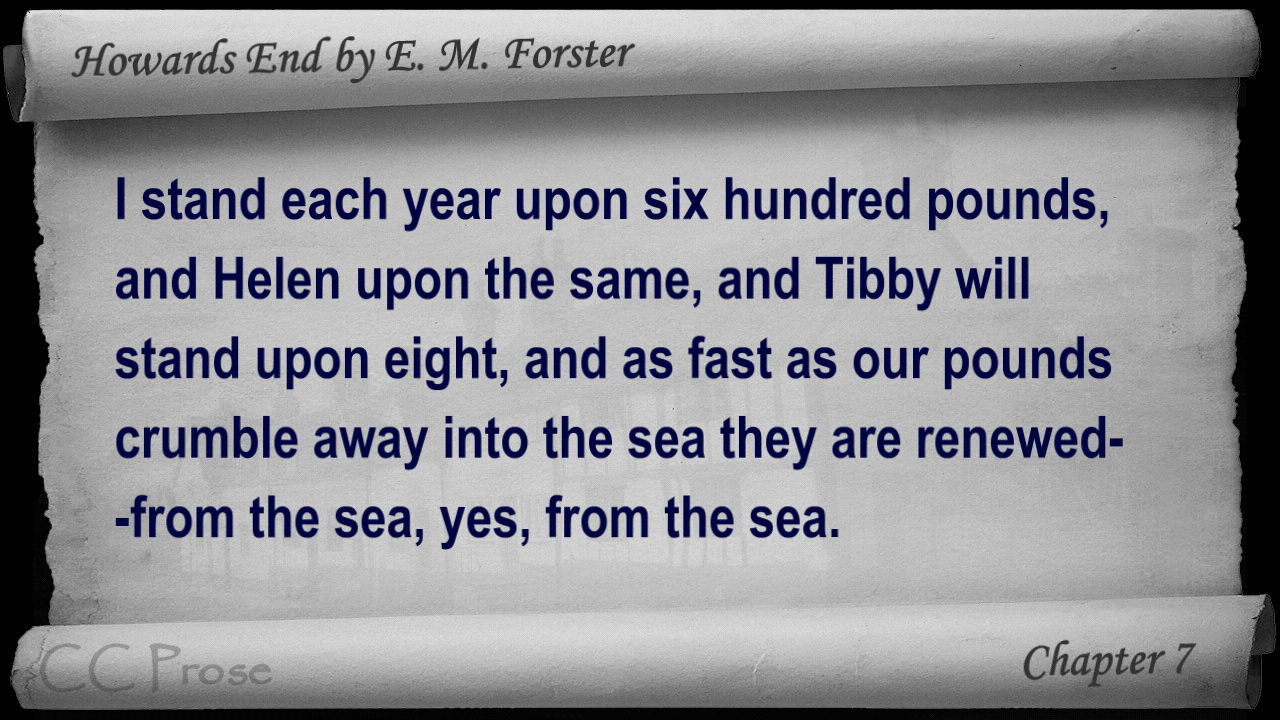 Howards End by E. M. Forster
I stand each year upon six hundred pounds,
and Helen upon the same, and Tibby will
stand upon eight, and as fast as our pounds
crumble away into the sea they are renewed-
-from the sea, yes, from the sea.
CC Prose
Chapter 7